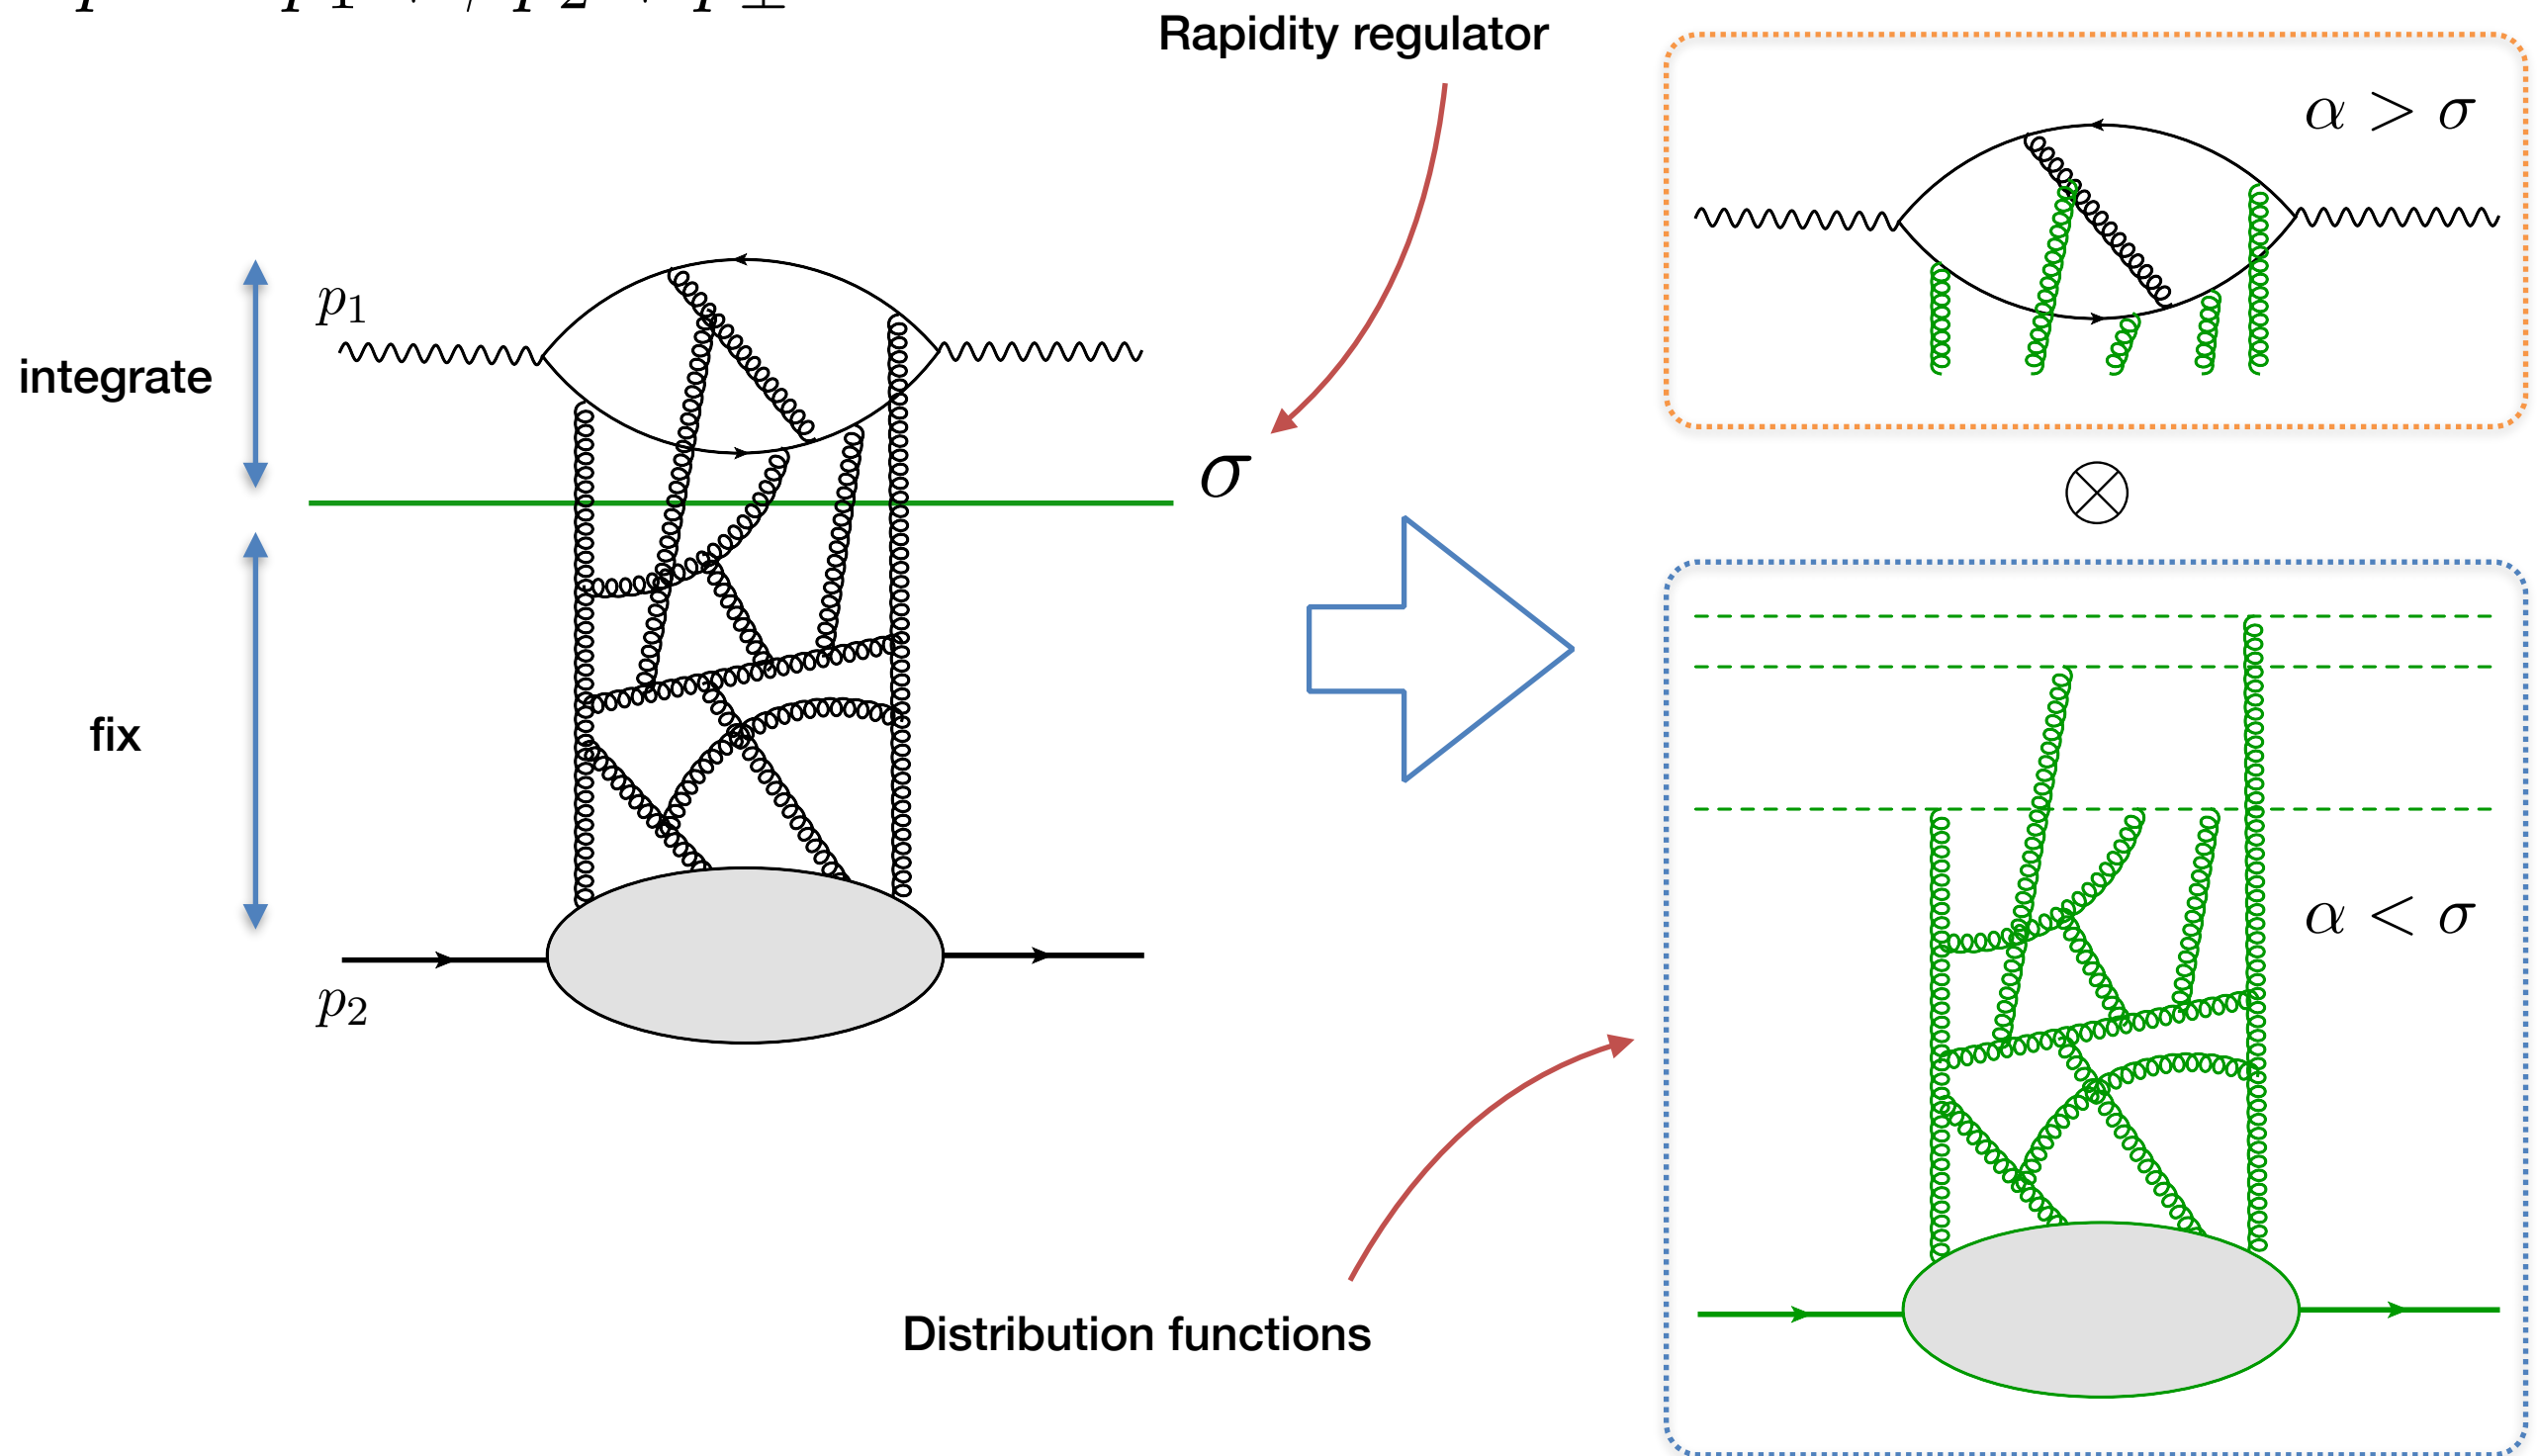 Rapidity regulator
α > σ
p₁
integrate
σ
fix
α < σ
p₂
Distribution functions